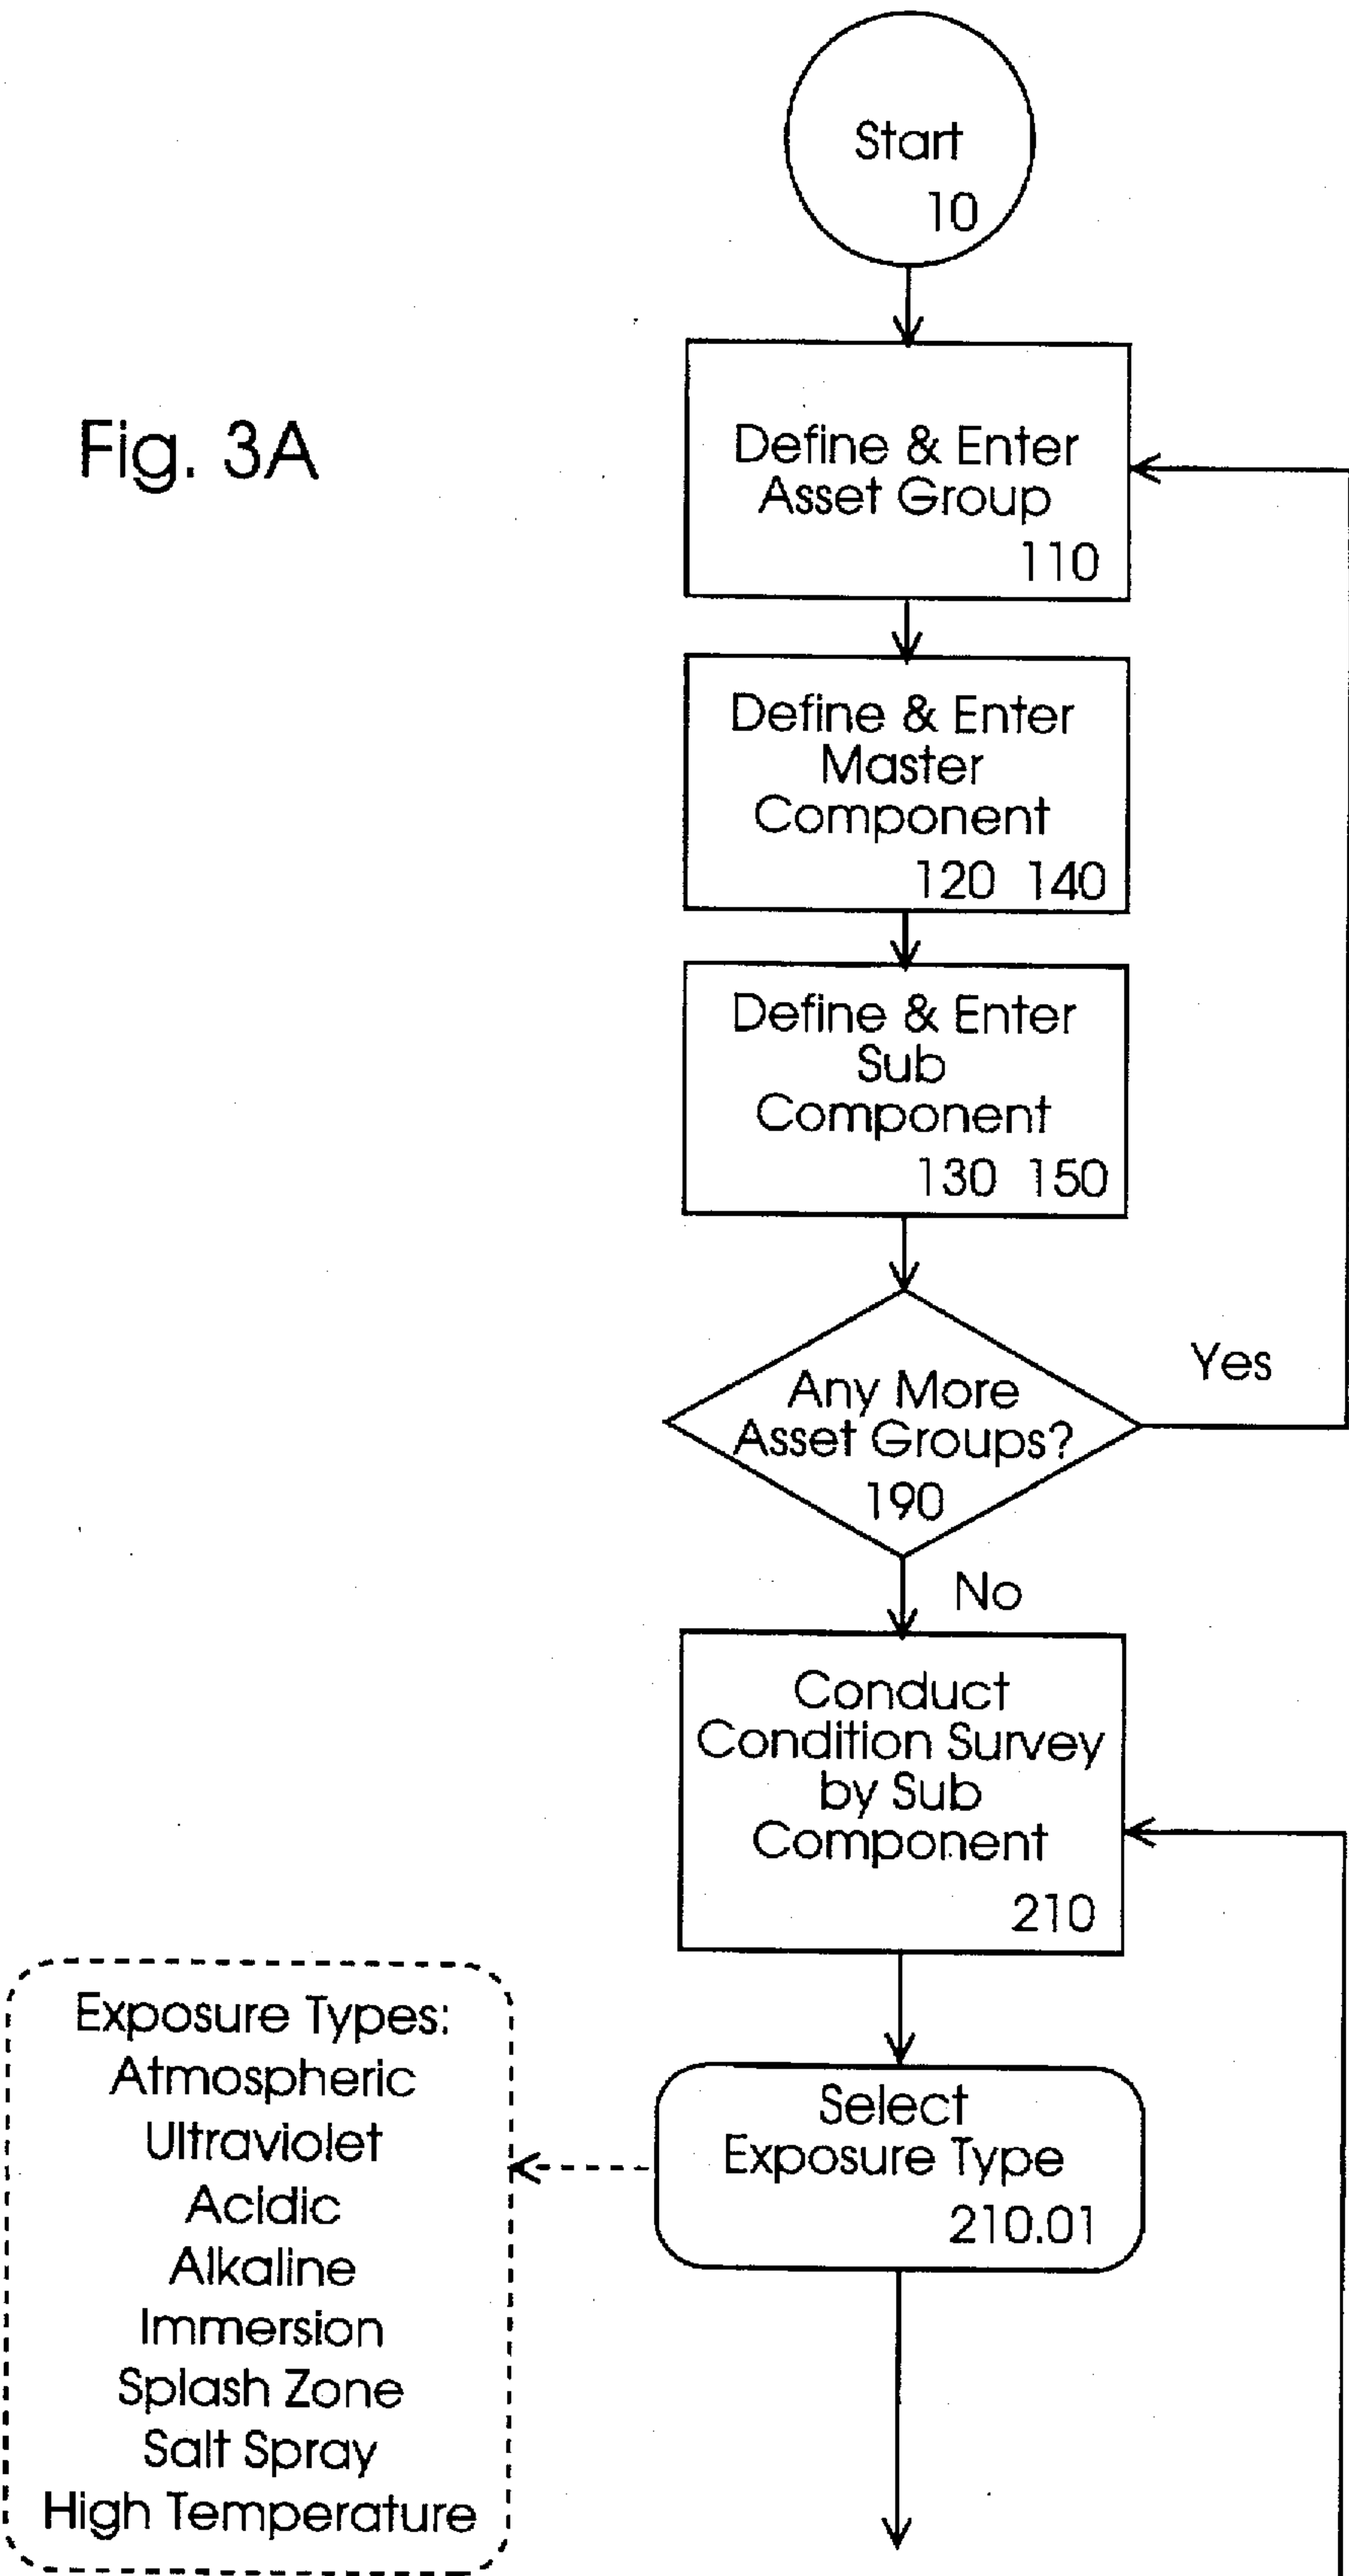 Start
10
Fig. 3A
Define & Enter
Asset Group
110
Define & Enter
Master
Component
120 140
Define & Enter
Sub
Component
130 150
Any More
Asset Groups?
190
Yes
No
Conduct
Condition Survey
by Sub
Component
210
Select
Exposure Type
210.01
Exposure Types:
Atmospheric
Ultraviolet
Acidic
Alkaline
Immersion
Splash Zone
Salt Spray
High Temperature